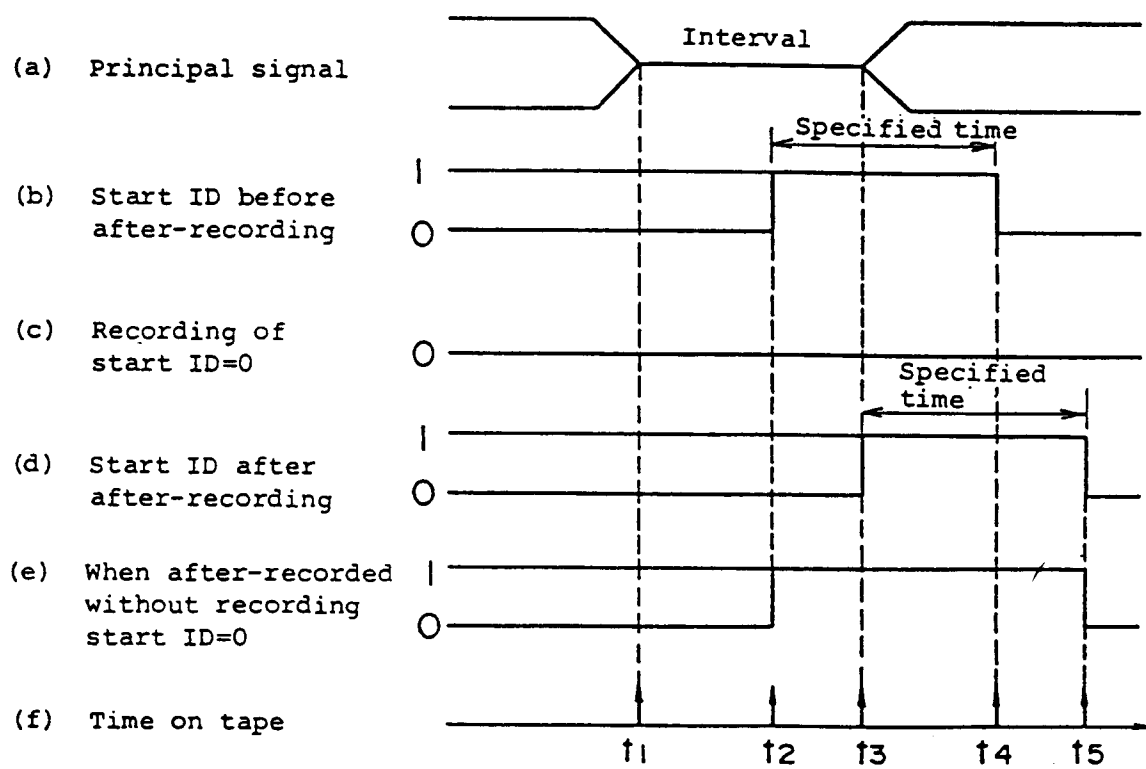 Interval
(a) Principal signal
Specified time
1
(b) Start ID before
after-recording
0
(c) Recording of
start ID=0
0
Specified
time
1
(d) Start ID after
after-recording
0
(e) When after-recorded
without recording
start ID=0
1
0
(f) Time on tape
t1 t2 t3 t4 t5